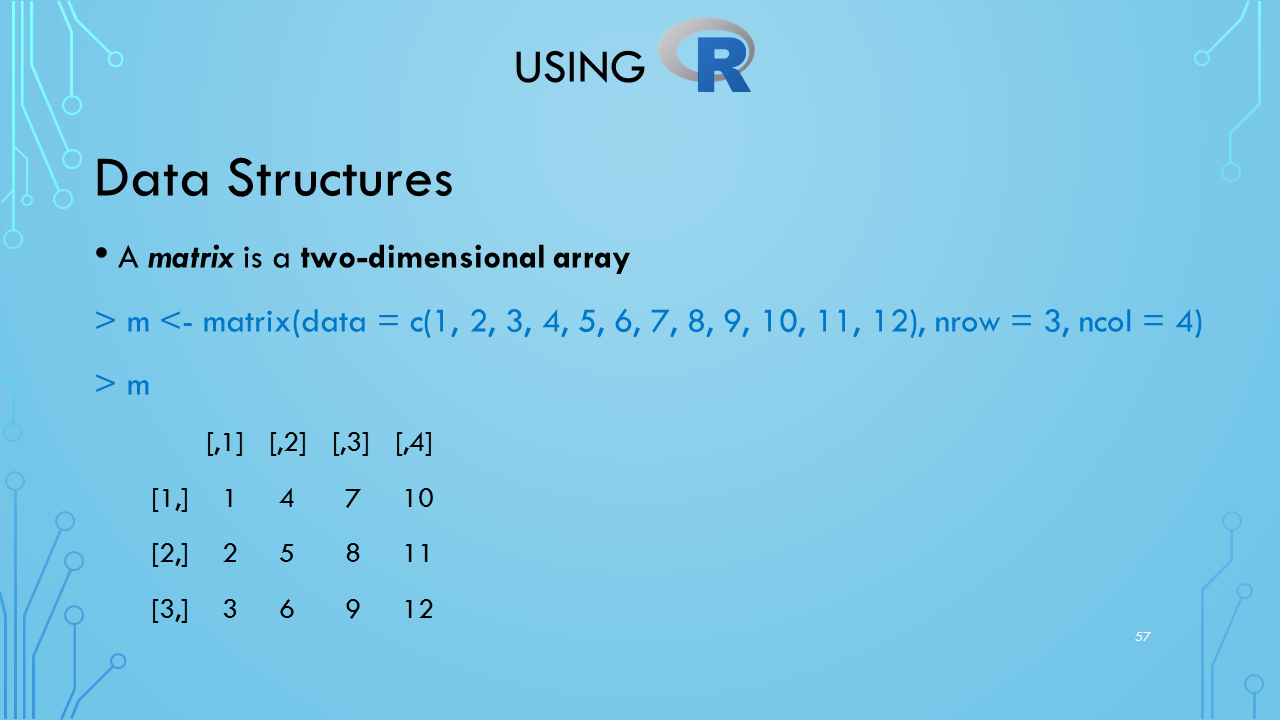 USING R
Data Structures
• A matrix is a two-dimensional array
> m <- matrix(data = c(1, 2, 3, 4, 5, 6, 7, 8, 9, 10, 11, 12), nrow = 3, ncol = 4)
> m
[,1] [,2] [,3] [,4]
[1,] 1 4 7 10
[2,] 2 5 8 11
[3,] 3 6 9 12
57